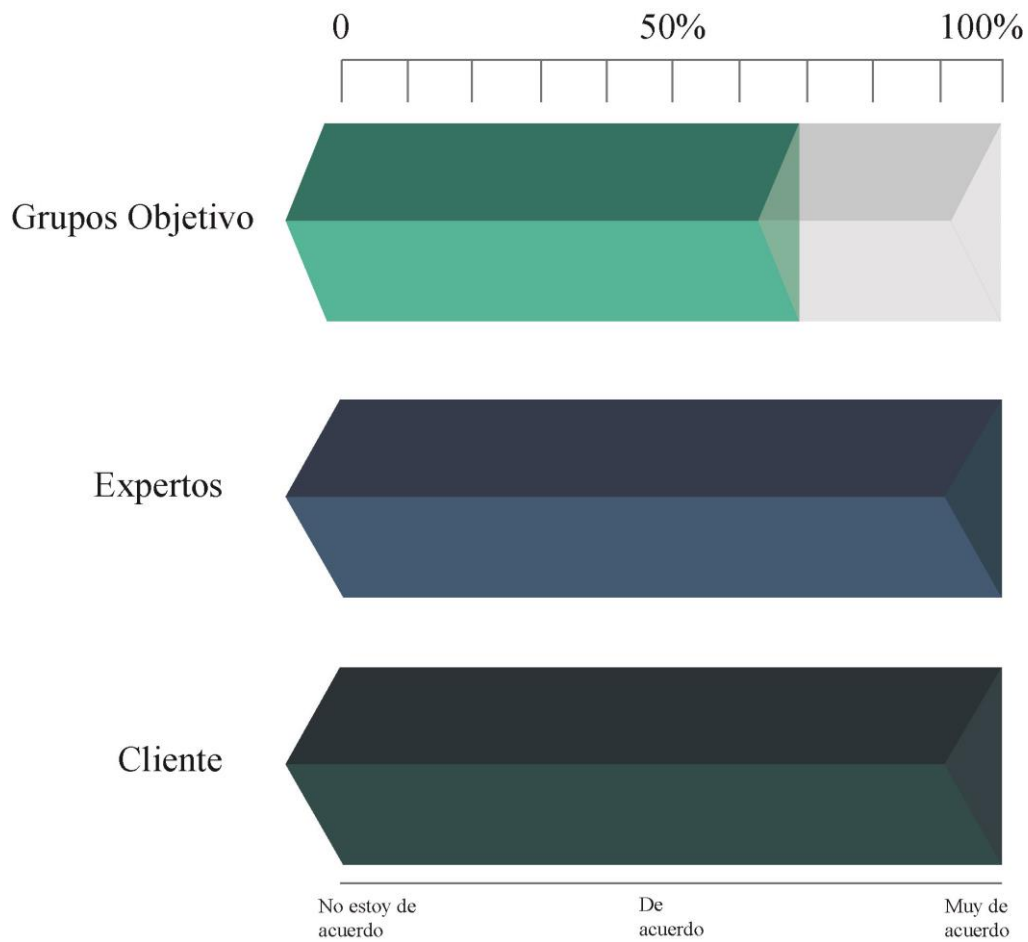 0 50% 100%
Grupos Objetivo
Expertos
Cliente
No estoy de acuerdo
De acuerdo
Muy de acuerdo